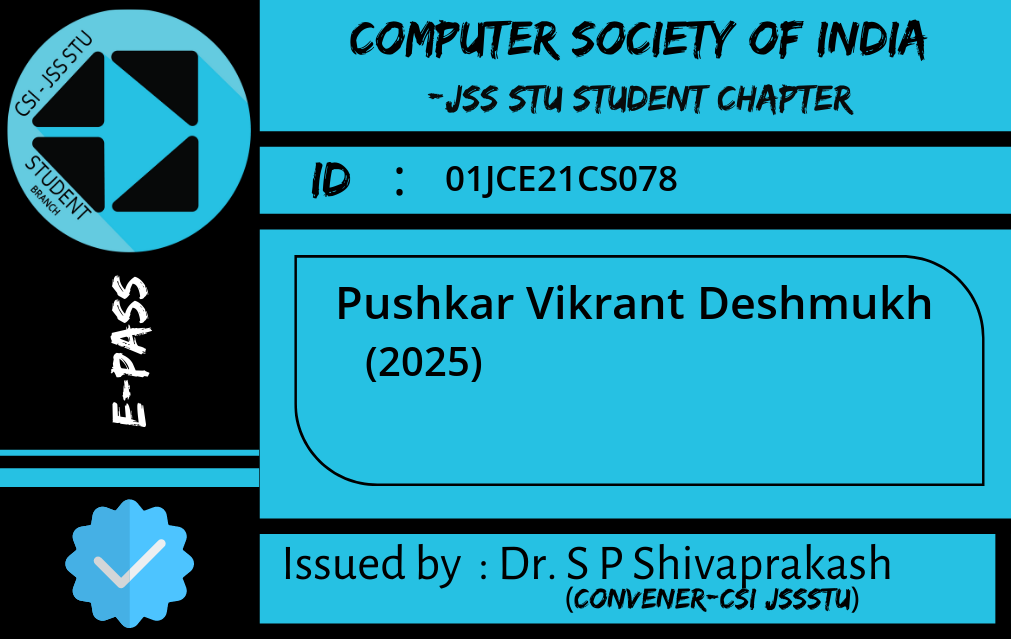 CSI - JSS STU
STUDENT
BRANCH
E-PASS
COMPUTER SOCIETY OF INDIA
-JSS STU STUDENT CHAPTER
ID : 01JCE21CS078
Pushkar Vikrant Deshmukh
(2025)
Issued by : Dr. S P Shivaprakash
(CONVENER-CSI JSSSTU)